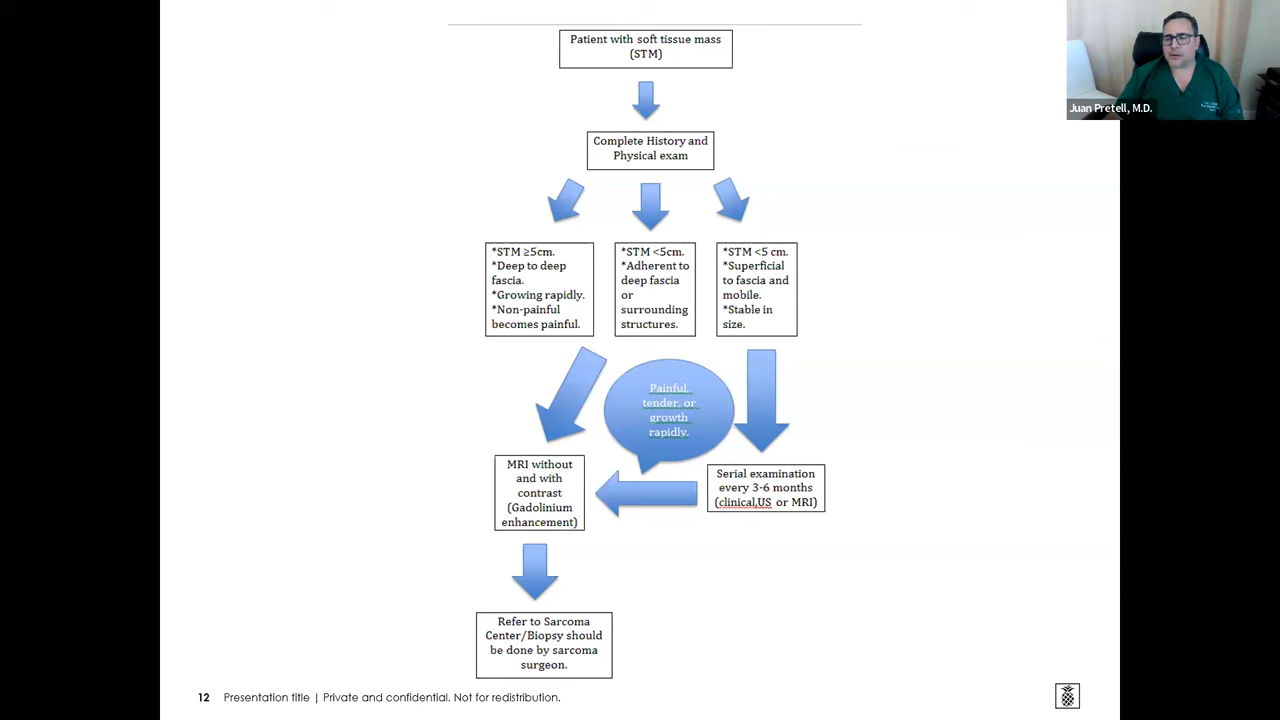 Patient with soft tissue mass
(STM)
Complete History and
Physical exam
*STM ≥5cm.
*Deep to deep
fascia.
*Growing rapidly.
*Non-painful
becomes painful.
*STM <5cm.
*Adherent to
deep fascia
or
surrounding
structures.
*STM <5 cm.
*Superficial
to fascia and
mobile.
*Stable in
size.
Painful,
tender, or
growth
rapidly.
MRI without
and with
contrast
(Gadolinium
enhancement)
Serial examination
every 3-6 months
(clinical,US or MRI)
Refer to Sarcoma
Center/Biopsy should
be done by sarcoma
surgeon.
12 Presentation title | Private and confidential. Not for redistribution.
Juan Pretell, M.D.